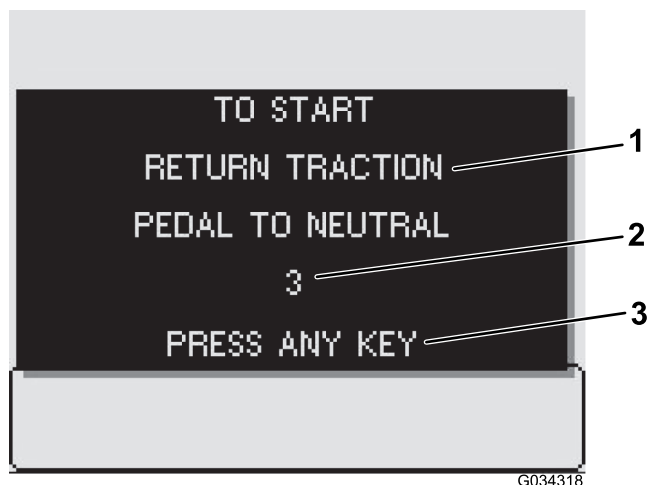 TO START
RETURN TRACTION
1
PEDAL TO NEUTRAL
2
3
3
PRESS ANY KEY
G034318